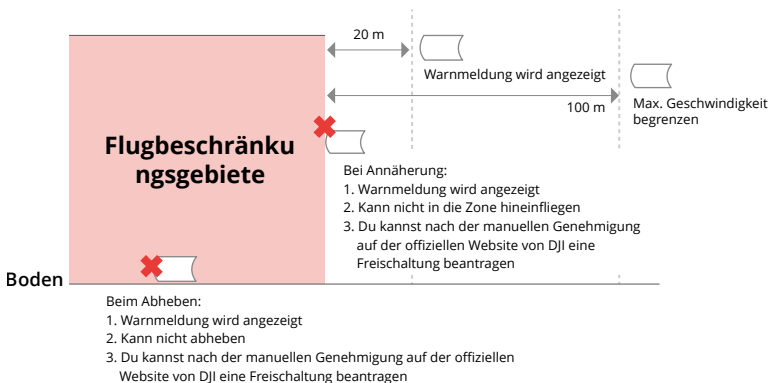 20 m
Warnmeldung wird angezeigt
100 m
Max. Geschwindigkeit
begrenzen
Flugbeschränku
ngsgebiete
Bei Annäherung:
1. Warnmeldung wird angezeigt
2. Kann nicht in die Zone hineinfliegen
3. Du kannst nach der manuellen Genehmigung
auf der offiziellen Website von DJI eine
Freischaltung beantragen
Boden
Beim Abheben:
1. Warnmeldung wird angezeigt
2. Kann nicht abheben
3. Du kannst nach der manuellen Genehmigung auf der offiziellen
Website von DJI eine Freischaltung beantragen